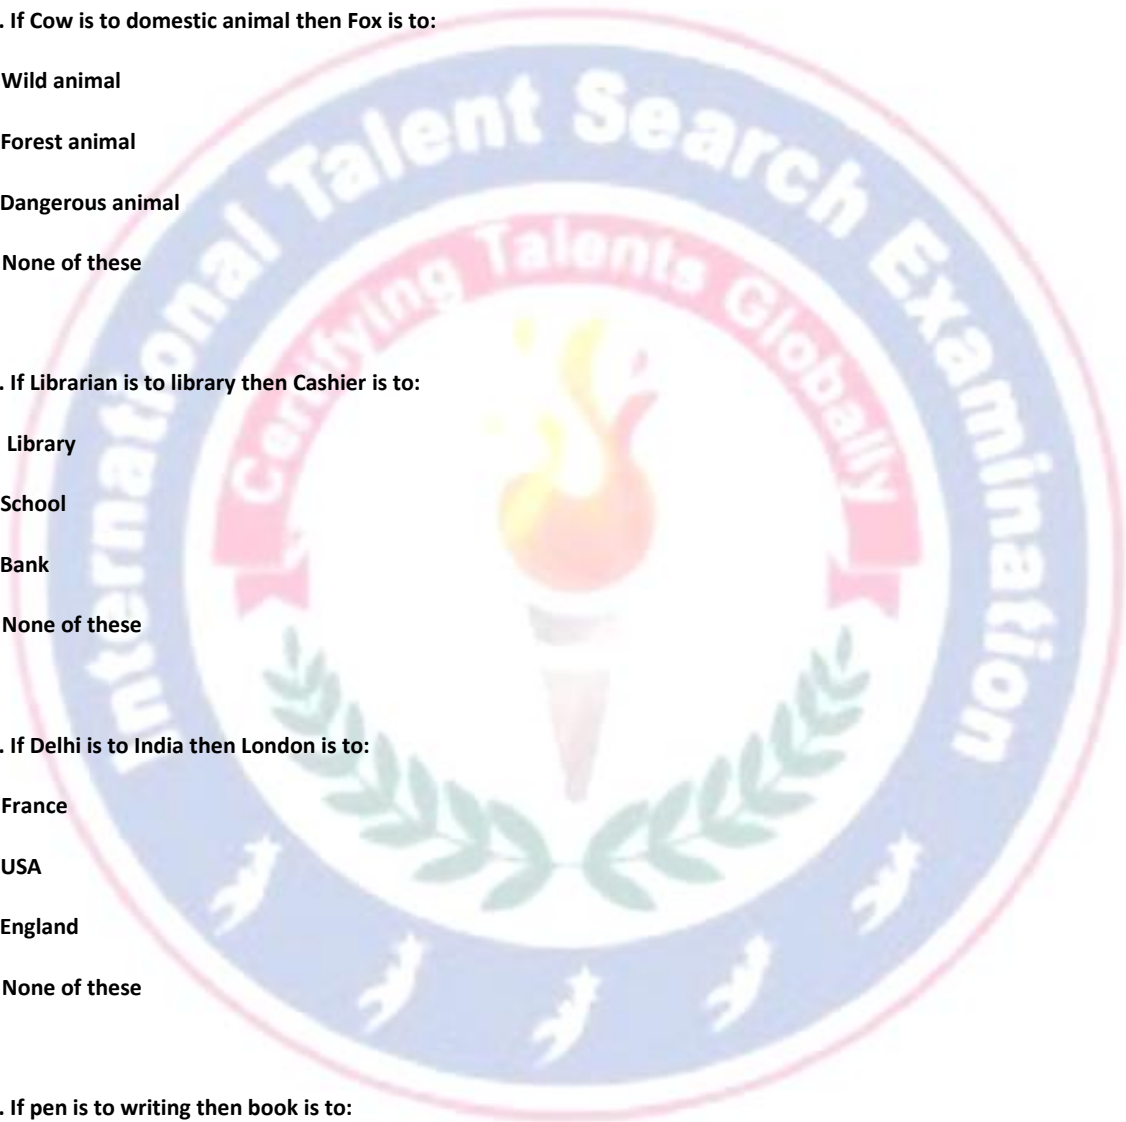 . If Cow is to domestic animal then Fox is to:
Wild animal
Forest animal
Dangerous animal
None of these
. If Librarian is to library then Cashier is to:
Library
School
Bank
None of these
. If Delhi is to India then London is to:
France
USA
England
None of these
. If pen is to writing then book is to:
International Talent Search Examination
Certifying Talents Globally